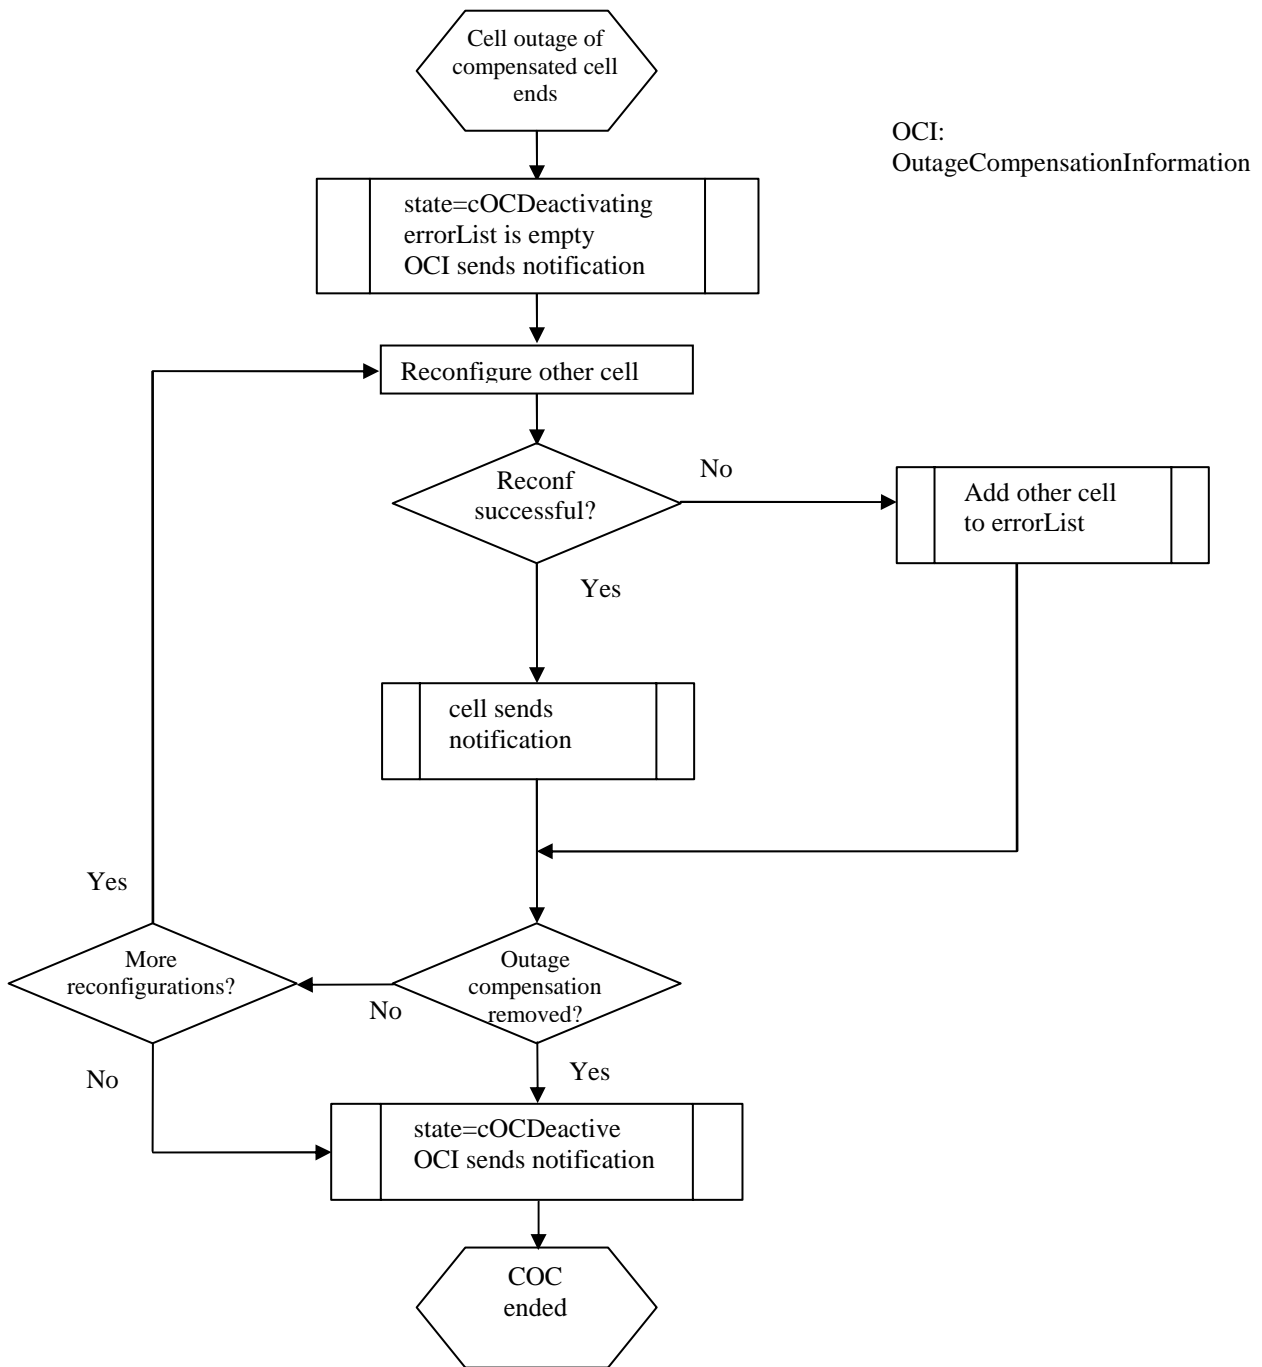 Cell outage of
compensated cell
ends
OCI:
OutageCompensationInformation
state=cOCDeactivating
errorList is empty
OCI sends notification
Reconfigure other cell
Reconf
successful?
No
Add other cell
to errorList
Yes
cell sends
notification
Yes
More
reconfigurations?
Outage
compensation
removed?
No
No
Yes
state=cOCDeactive
OCI sends notification
COC
ended